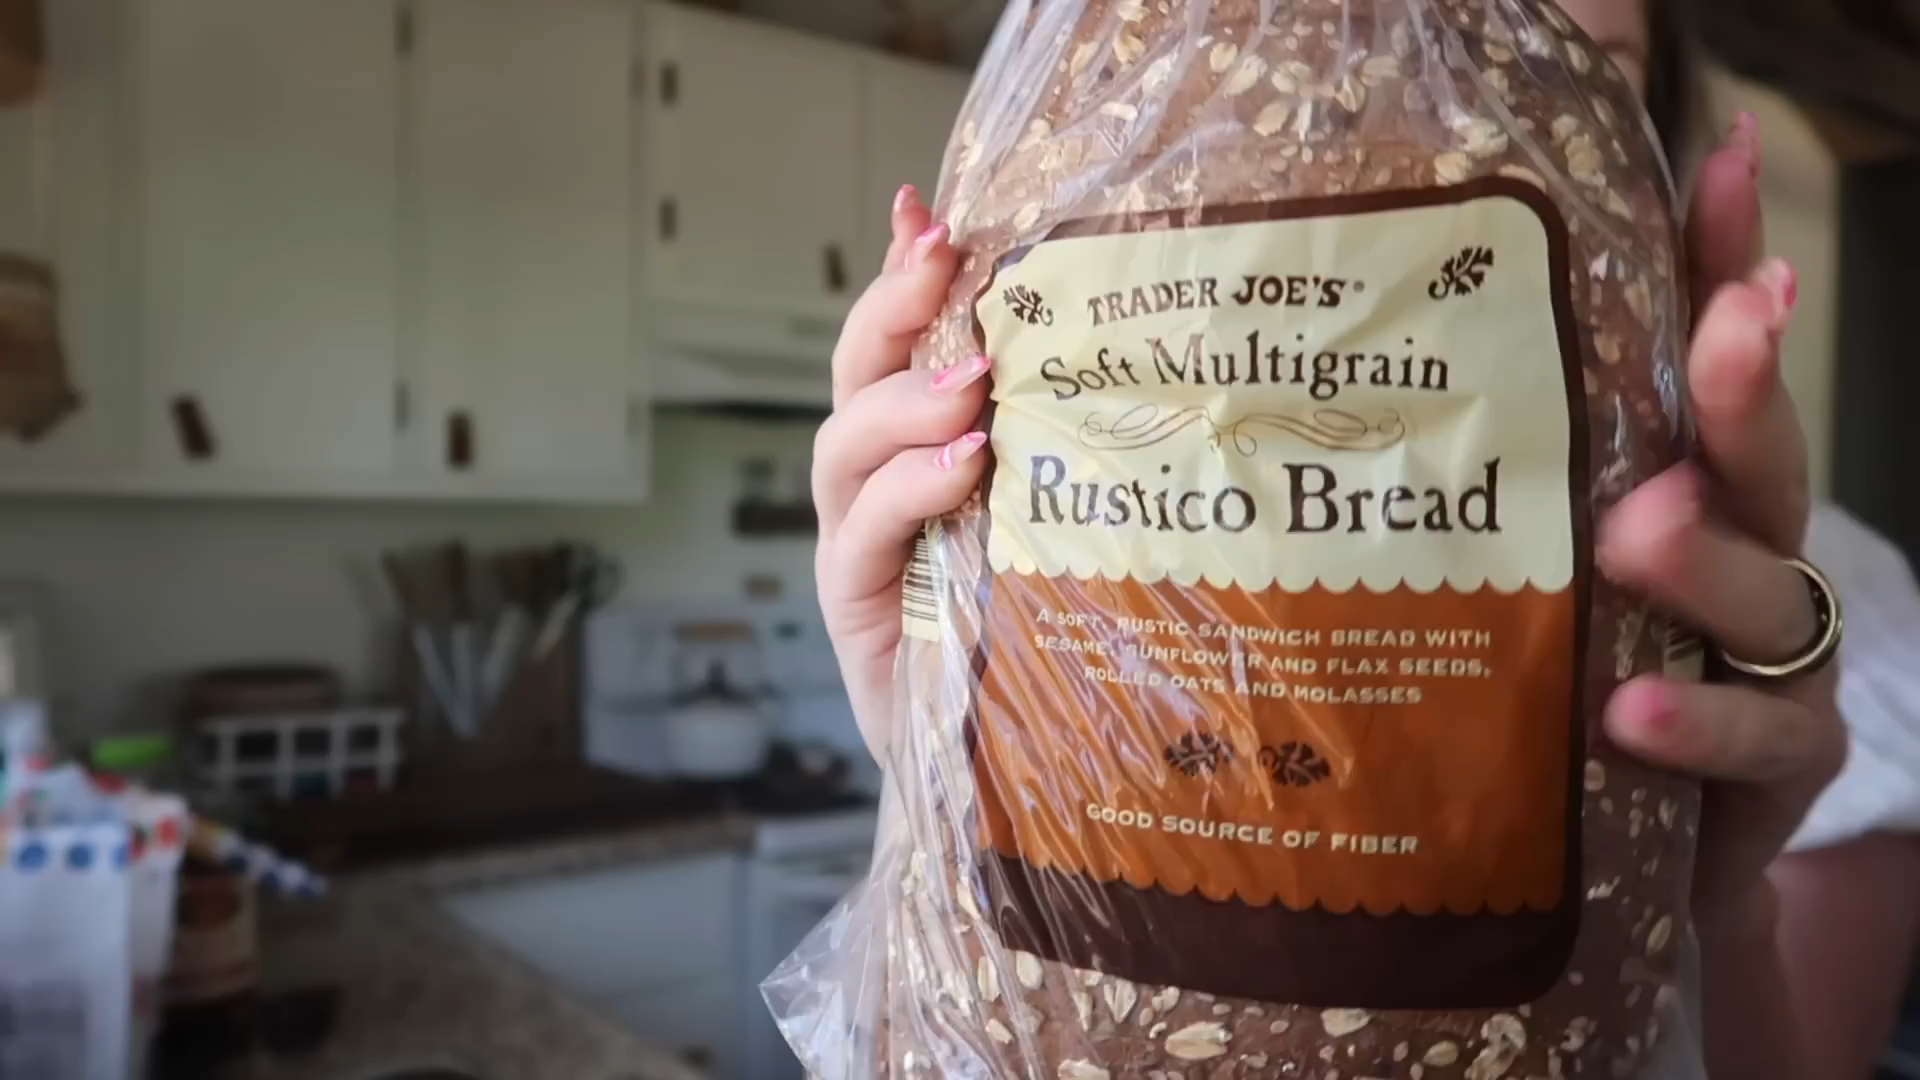 TRADER JOE'S®
Soft Multigrain
Rustico Bread
A SOFT, RUSTIC SANDWICH BREAD WITH
SESAME, SUNFLOWER AND FLAX SEEDS,
ROLLED OATS AND MOLASSES
GOOD SOURCE OF FIBER